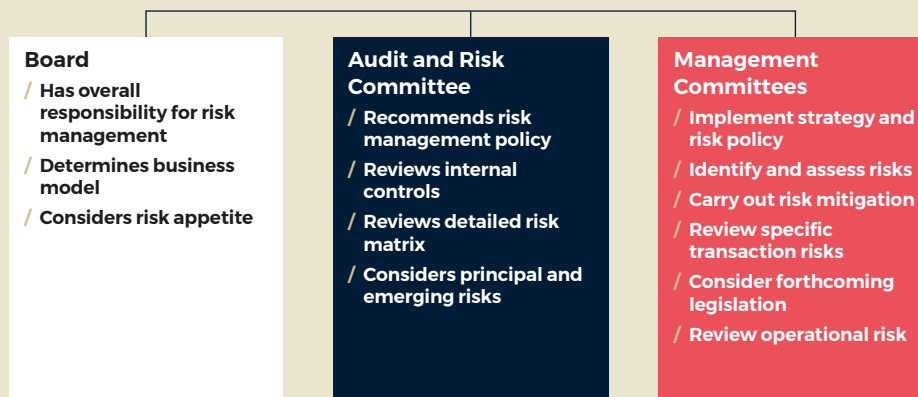 Board
/ Has overall
responsibility for risk
management
/ Determines business
model
/ Considers risk appetite
Audit and Risk
Committee
/ Recommends risk
management policy
/ Reviews internal
controls
/ Reviews detailed risk
matrix
/ Considers principal and
emerging risks
Management
Committees
/ Implement strategy and
risk policy
/ Identify and assess risks
/ Carry out risk mitigation
/ Review specific
transaction risks
/ Consider forthcoming
legislation
/ Review operational risk